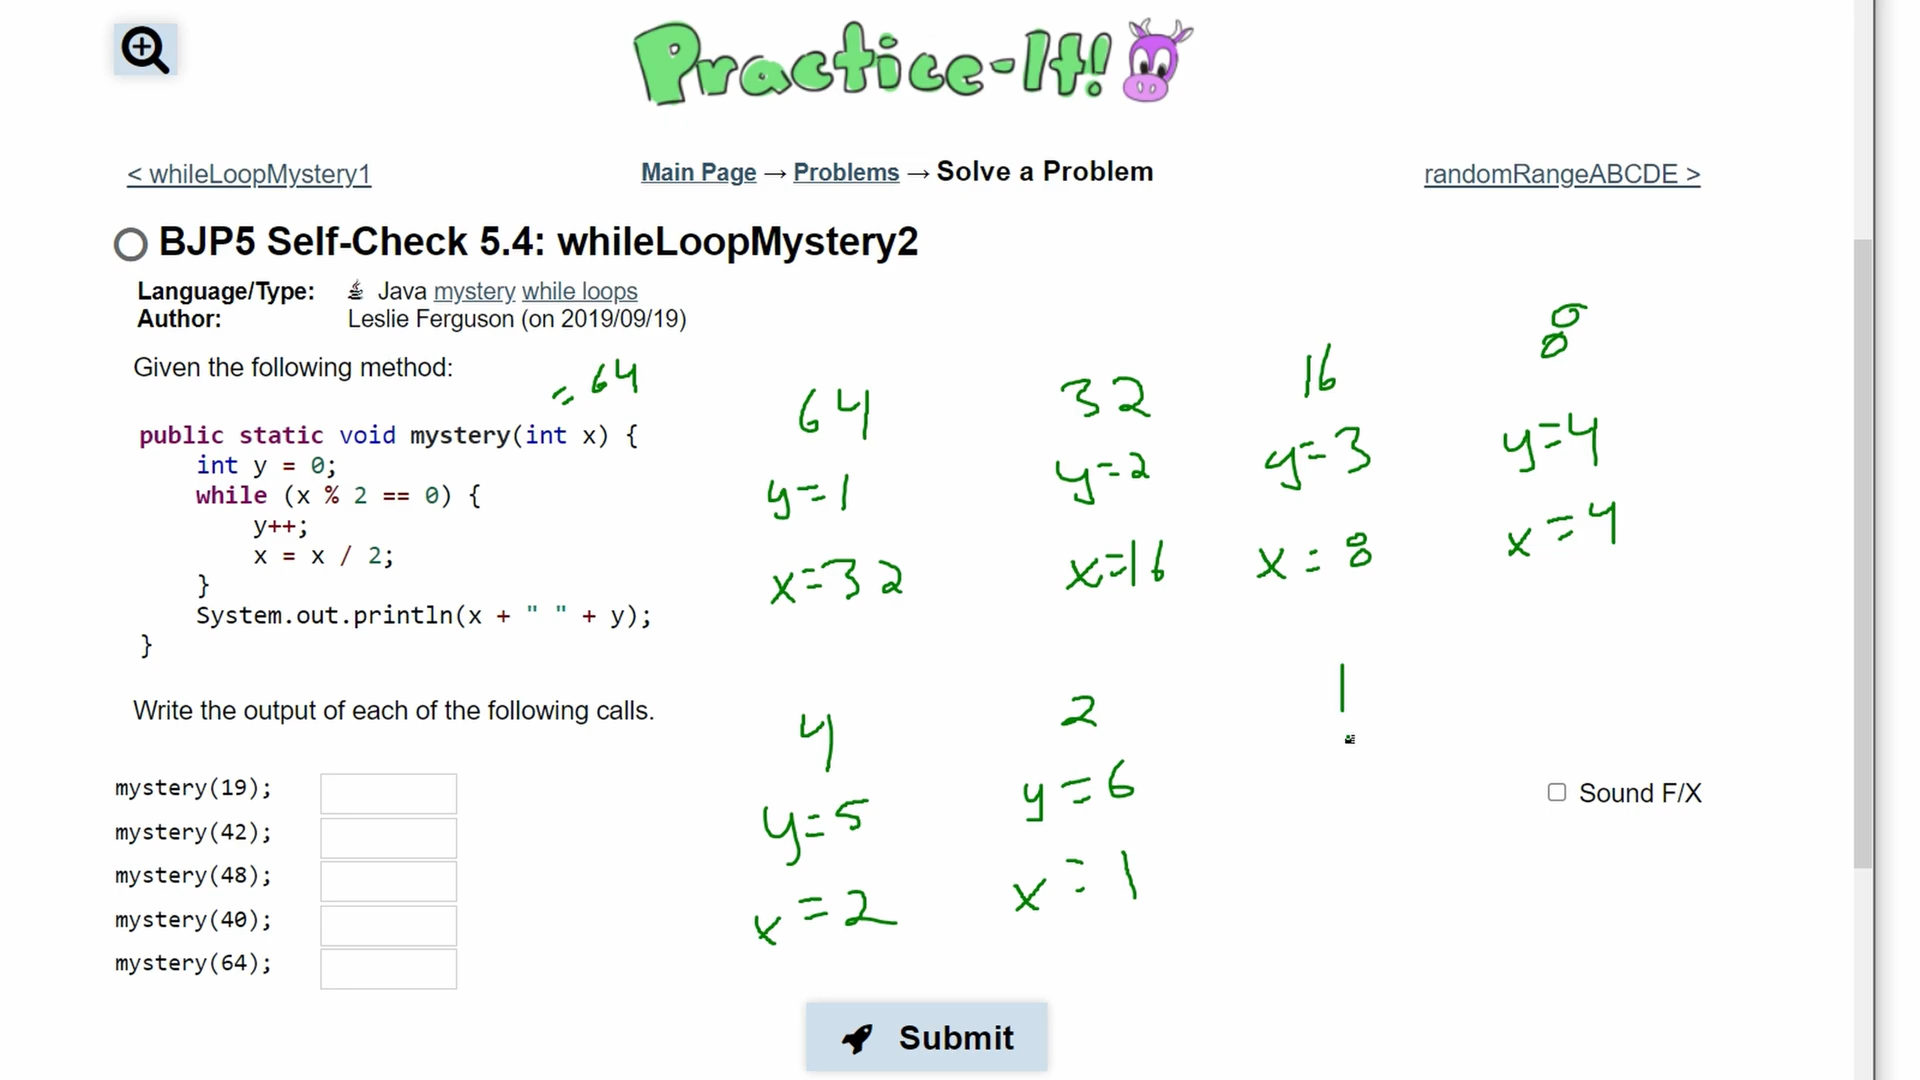 Practice-It!
< whileLoopMystery1
Main Page → Problems → Solve a Problem
randomRangeABCDE >
BJP5 Self-Check 5.4: whileLoopMystery2
Language/Type: Java mystery while loops
Author: Leslie Ferguson (on 2019/09/19)
Given the following method:
= 64
public static void mystery(int x) {
int y = 0;
while (x % 2 == 0) {
y++;
x = x / 2;
}
System.out.println(x + " " + y);
}
64
y=1
x=32
32
y=2
x=16
16
y=3
x=8
8
y=4
x=4
4
y=5
x=2
2
y=6
x=1
1
Write the output of each of the following calls.
mystery(19);
mystery(42);
mystery(48);
mystery(40);
mystery(64);
Sound F/X
Submit